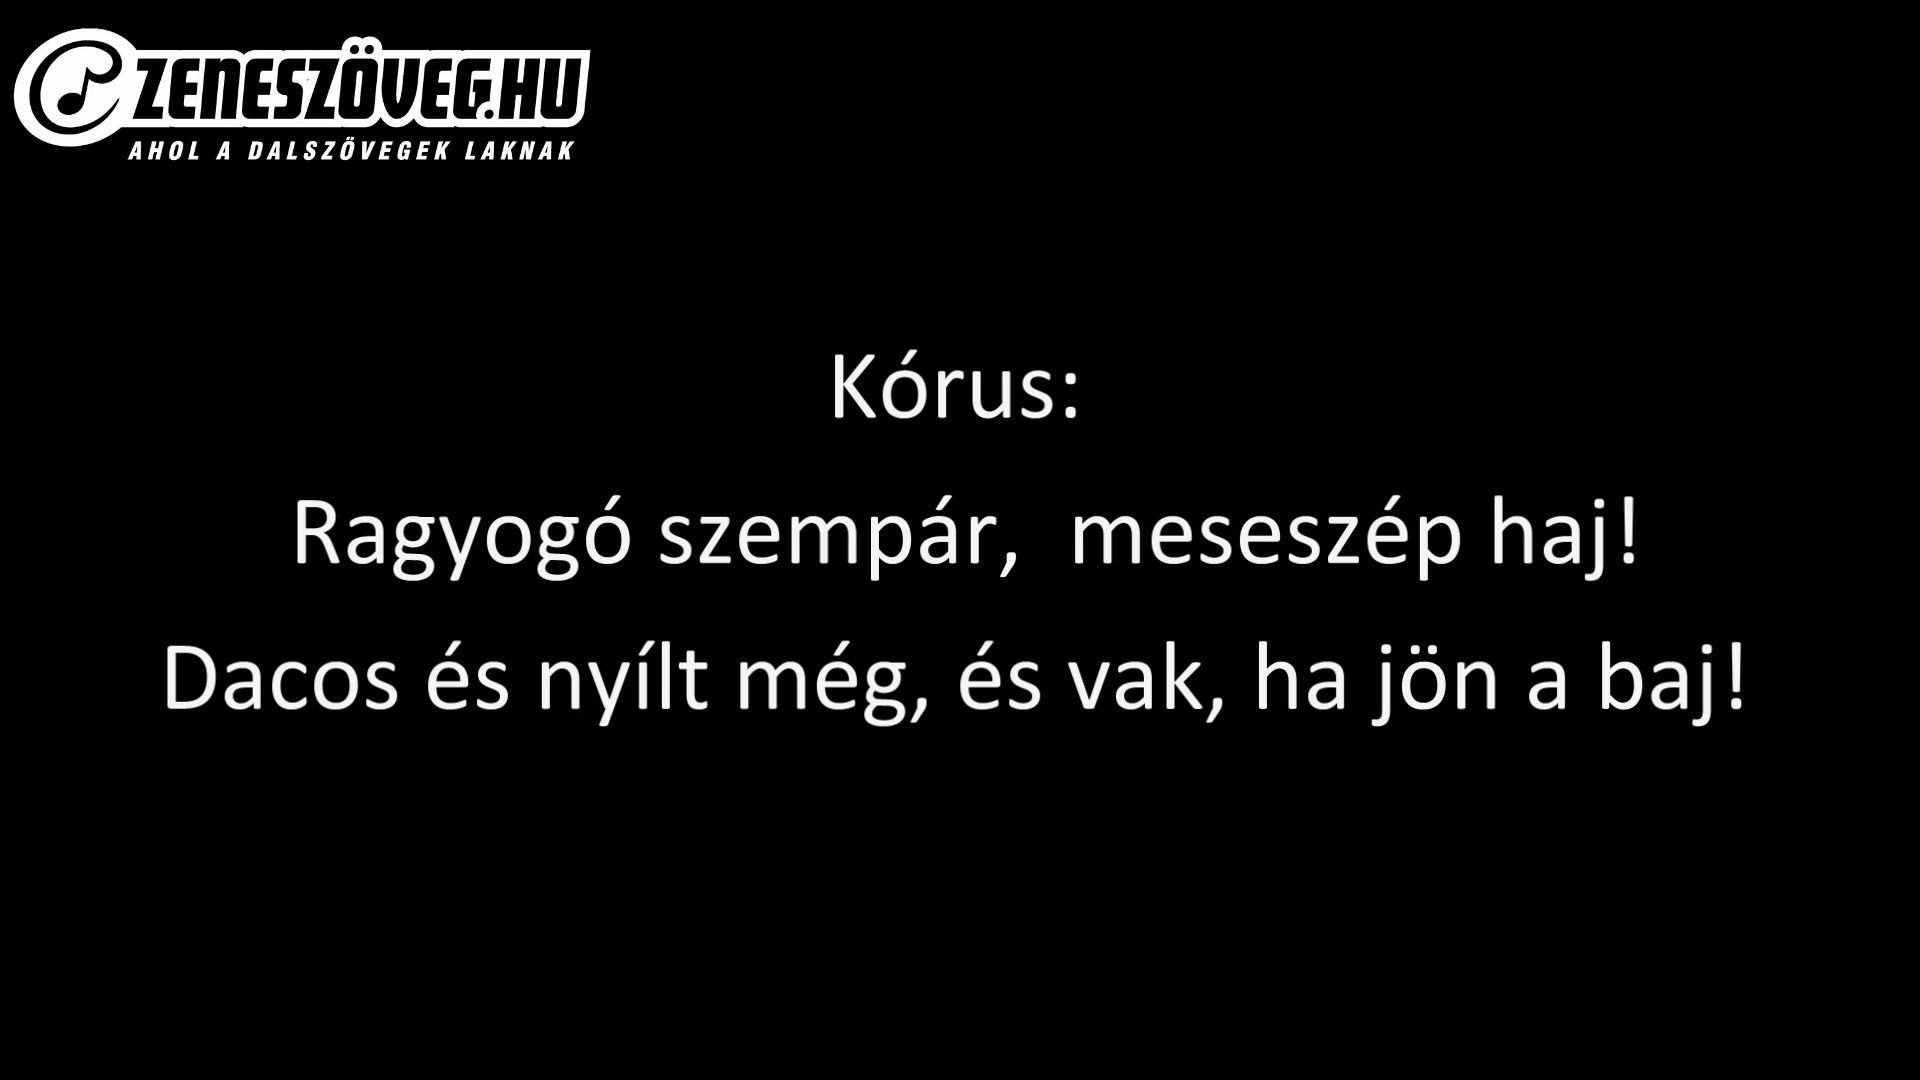 ZENESZÖVEG.HU
AHOL A DALSZÖVEGEK LAKNAK
Kórus:
Ragyogó szempár,  meseszép haj!
Dacos és nyílt még, és vak, ha jön a baj!